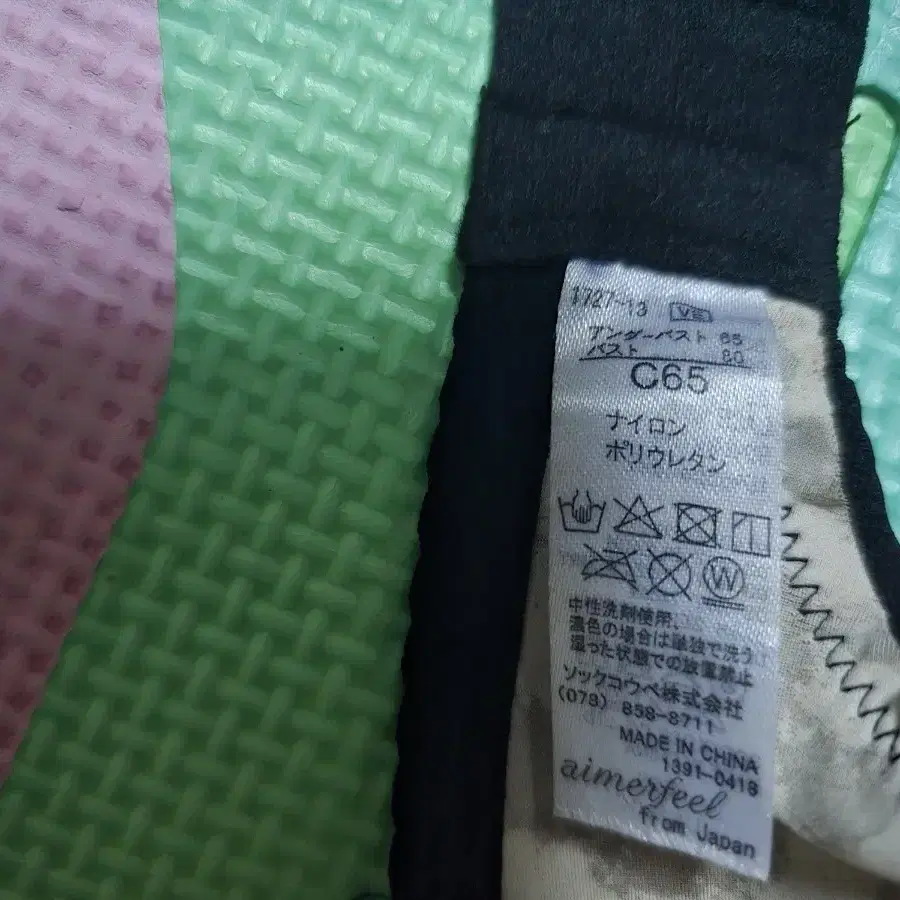 1727-13 VE
アンダーバスト 65
バスト 80
C65
ナイロン
ポリウレタン
W
中性洗剤使用、
濃色の場合は単独で洗う
湿った状態での放置禁止
ソックコウベ株式会社
(078) 858-8711
MADE IN CHINA
1391-0416
aimerfeel
from Japan